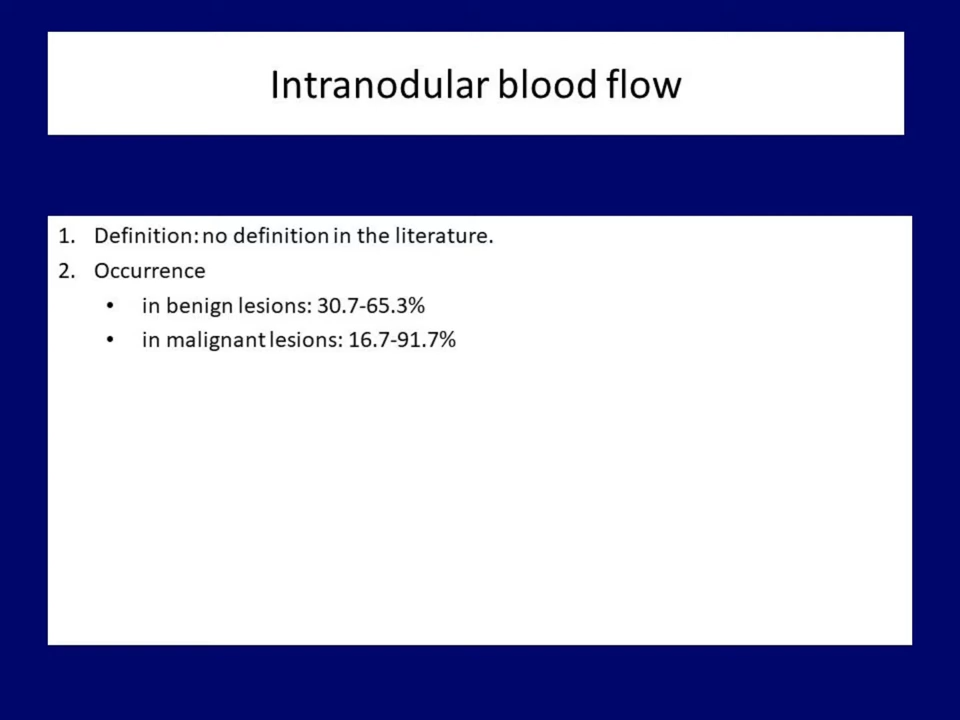 Intranodular blood flow
1. Definition: no definition in the literature.
2. Occurrence
• in benign lesions: 30.7-65.3%
• in malignant lesions: 16.7-91.7%